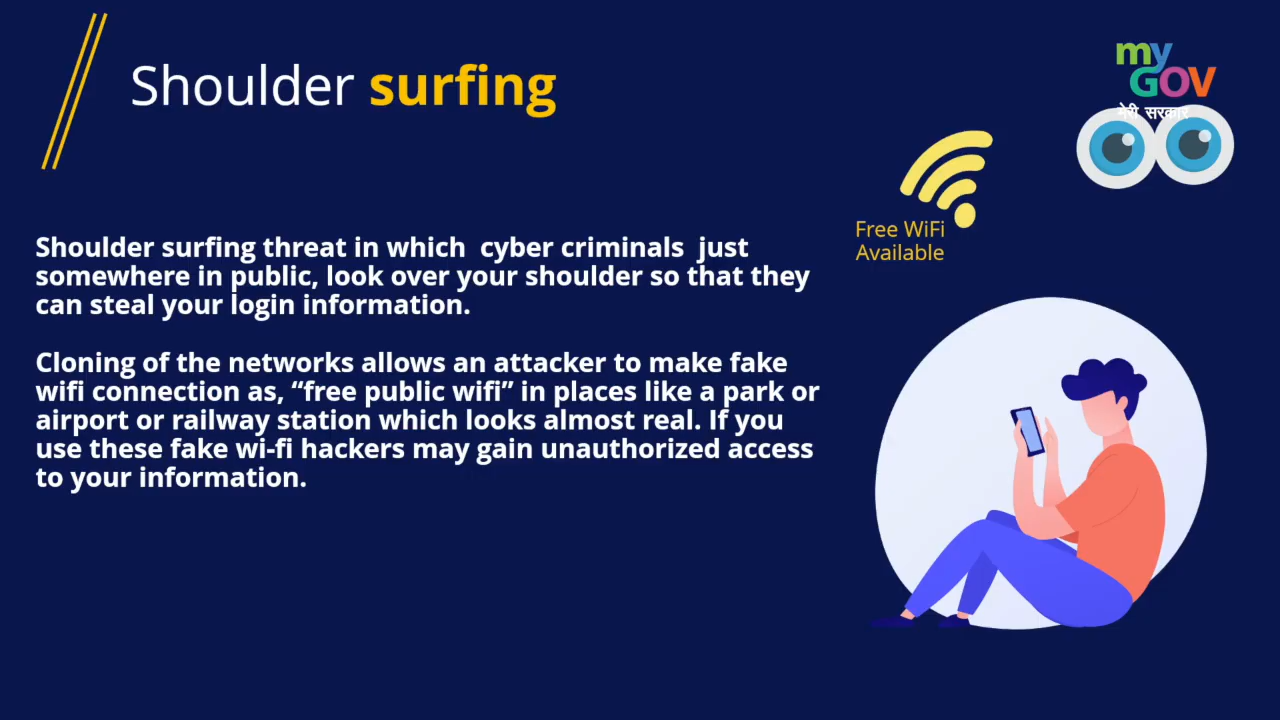 Shoulder surfing
my
GOV
मेरी सरकार
Free WiFi
Available
Shoulder surfing threat in which cyber criminals just
somewhere in public, look over your shoulder so that they
can steal your login information.
Cloning of the networks allows an attacker to make fake
wifi connection as, “free public wifi” in places like a park or
airport or railway station which looks almost real. If you
use these fake wi-fi hackers may gain unauthorized access
to your information.